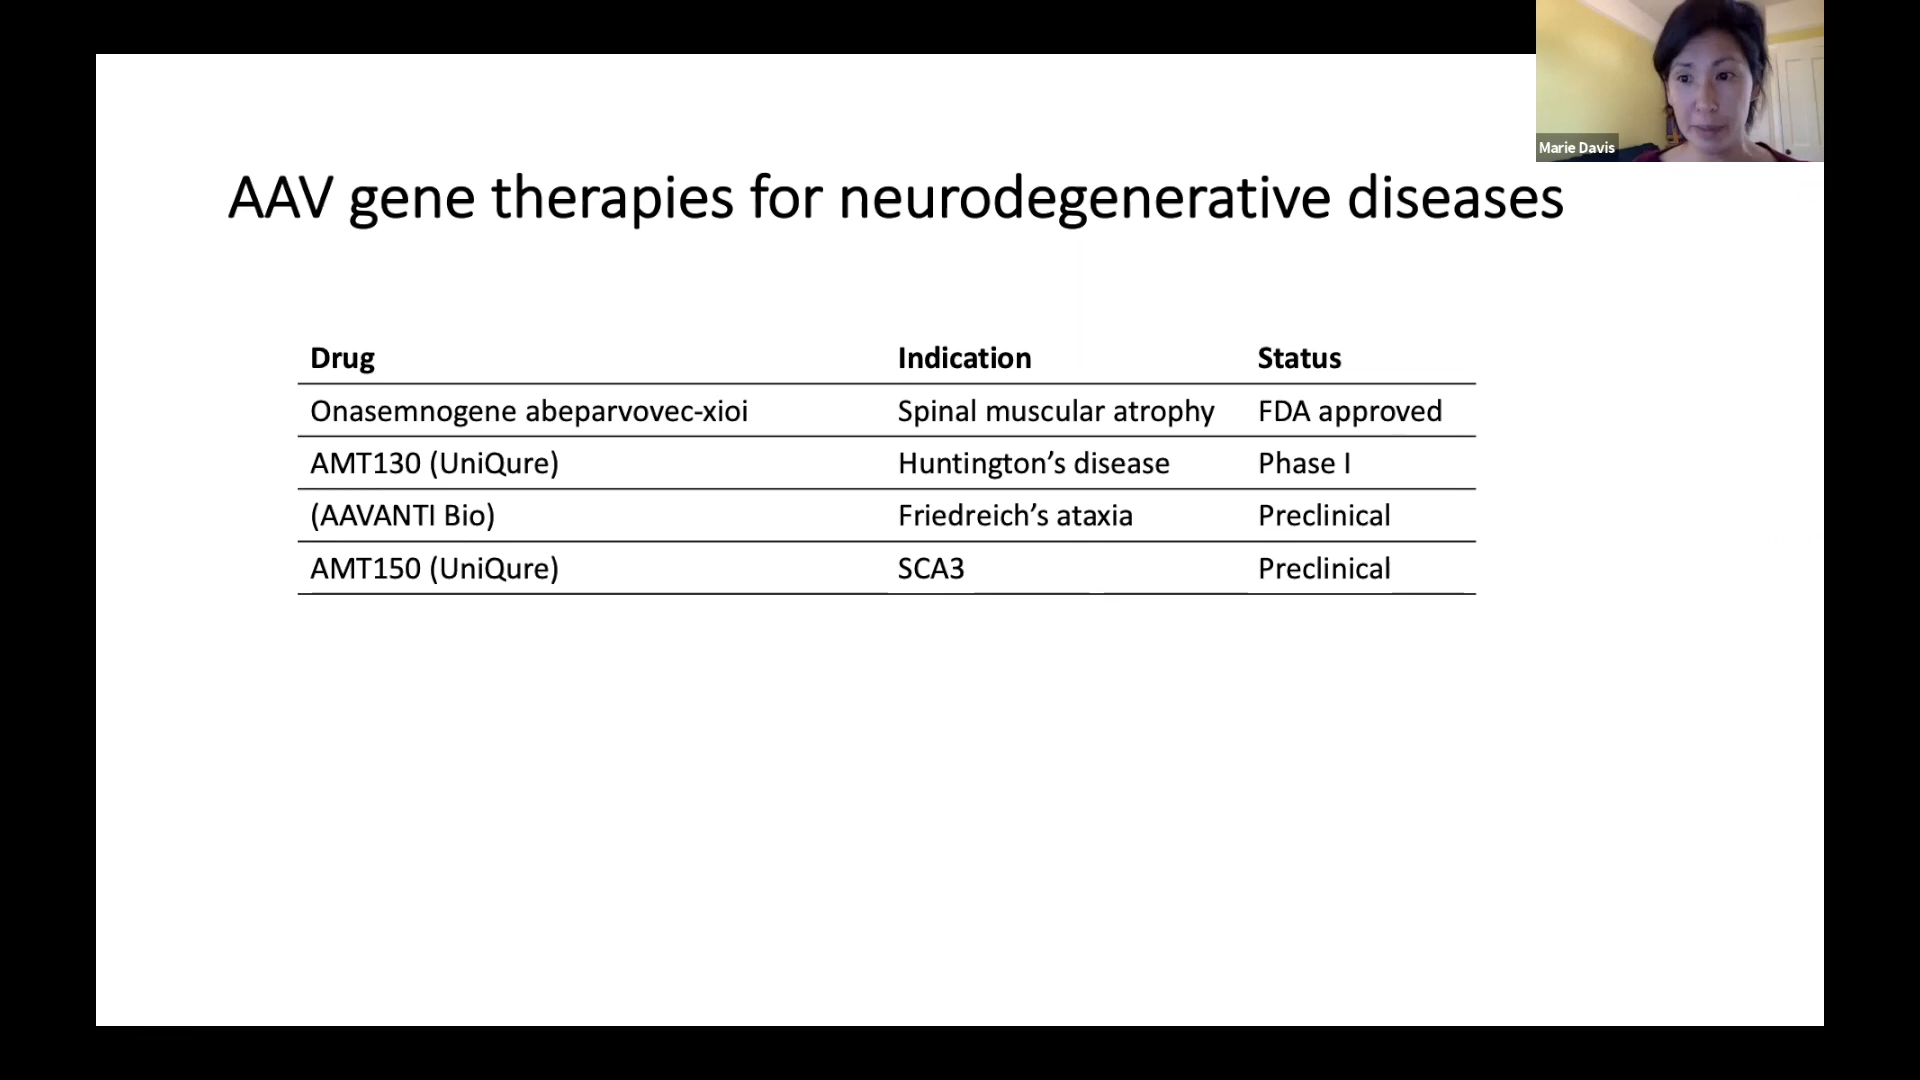 Marie Davis
AAV gene therapies for neurodegenerative diseases
Drug Indication Status
Onasemnogene abeparvovec-xioi Spinal muscular atrophy FDA approved
AMT130 (UniQure) Huntington’s disease Phase I
(AAVANTI Bio) Friedreich’s ataxia Preclinical
AMT150 (UniQure) SCA3 Preclinical